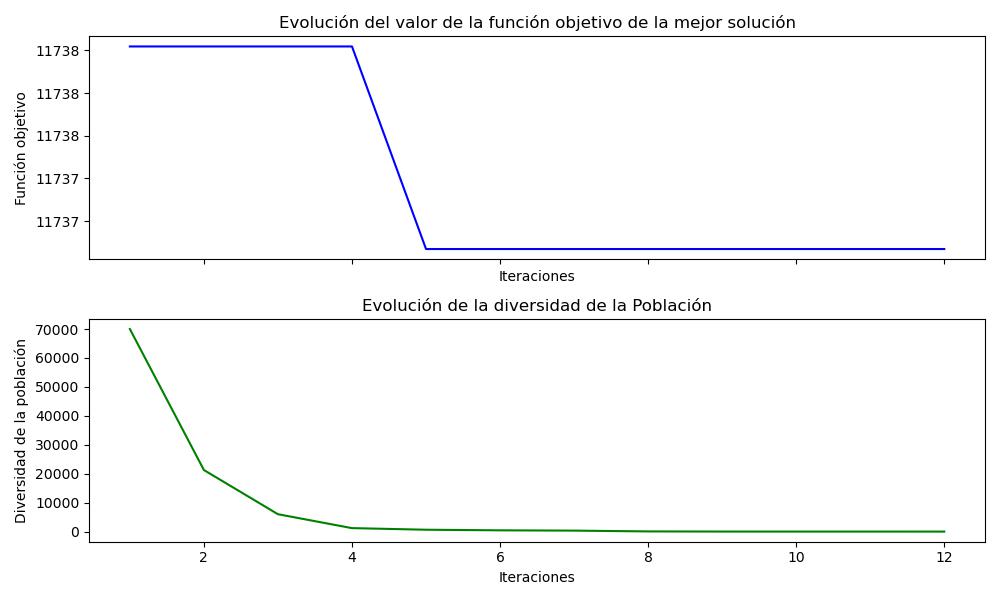 Evolución del valor de la función objetivo de la mejor solución
11738
11738
11738
11737
11737
Función objetivo
Iteraciones
Evolución de la diversidad de la Población
70000
60000
50000
40000
30000
20000
10000
0
Diversidad de la población
2 4 6 8 10 12
Iteraciones